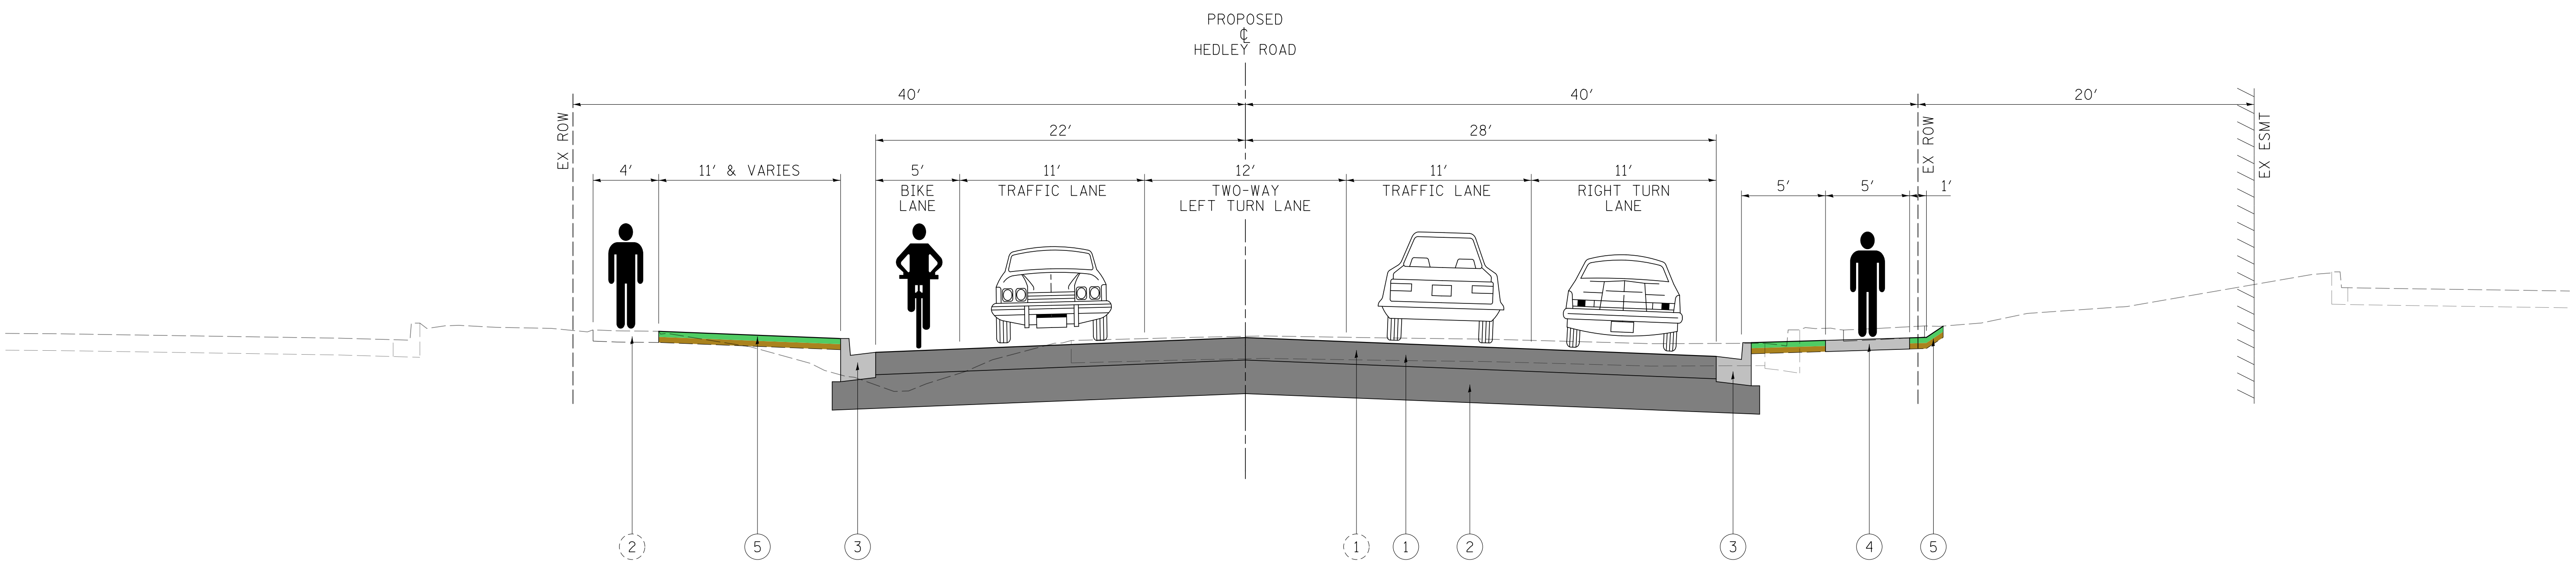 PROPOSED
℄
HEDLEY ROAD
40'
40'
20'
EX ROW
EX ROW
EX ESMT
22'
28'
4'
11' & VARIES
5'
BIKE
LANE
11'
TRAFFIC LANE
12'
TWO-WAY
LEFT TURN LANE
11'
TRAFFIC LANE
11'
RIGHT TURN
LANE
5'
5'
1'
2
5
3
1
1
2
3
4
5